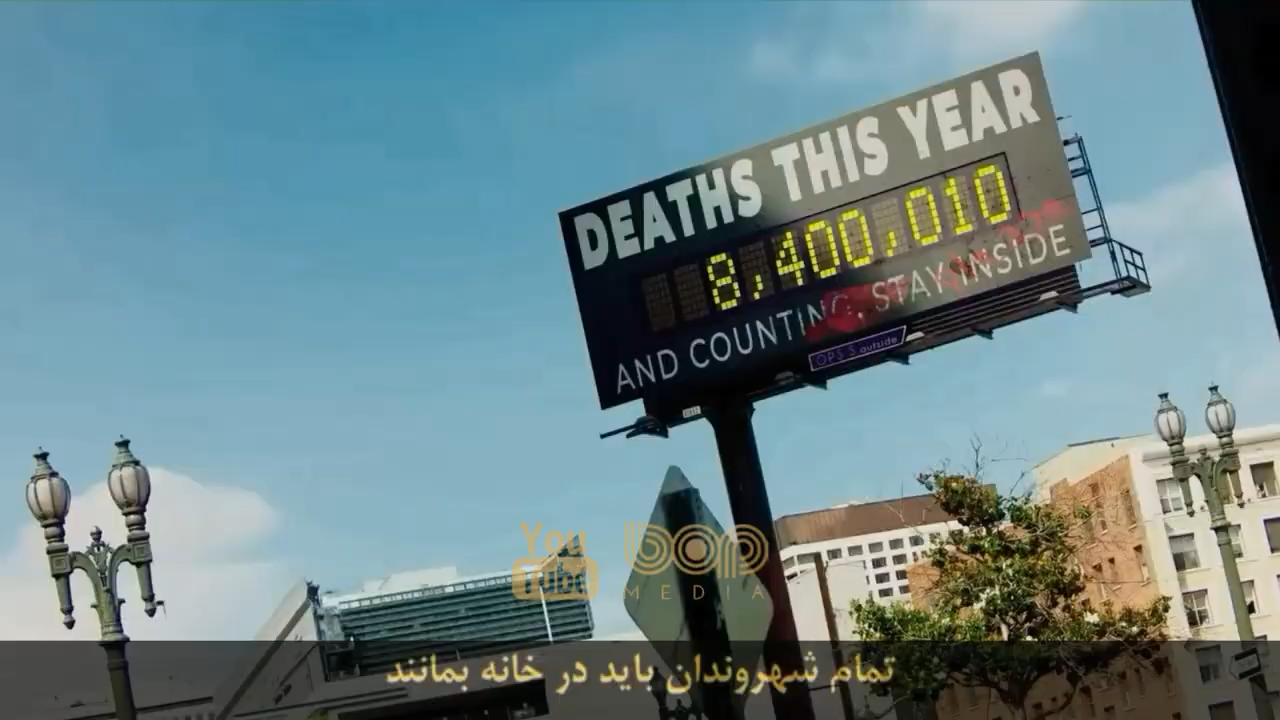 DEATHS THIS YEAR
8,400,010
AND COUNTING, STAY INSIDE
OPS 3 outside
You
Tube
bop
MEDIA
تمام شهروندان باید در خانه بمانند